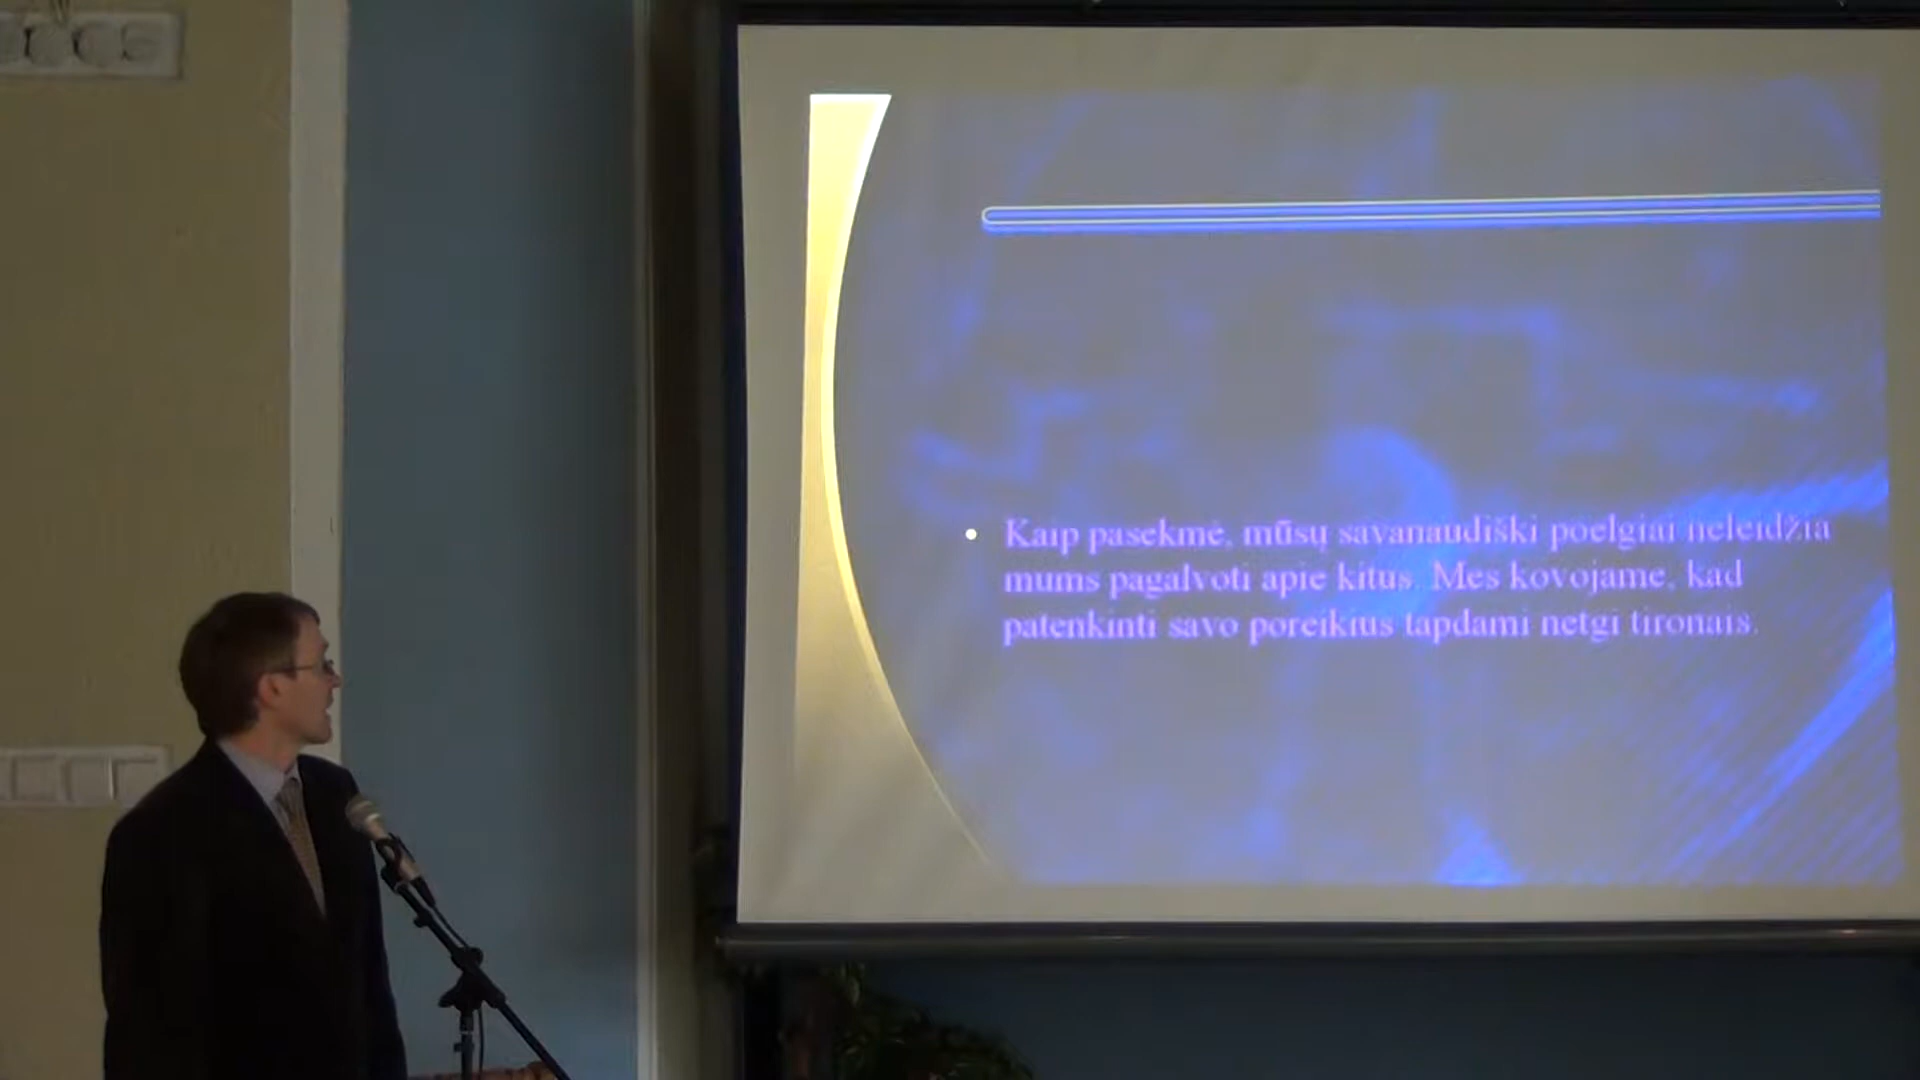 Kaip pasekmė, mūsų savanaudiški poelgiai neleidžia
mums pagalvoti apie kitus. Mes kovojame, kad
patenkinti savo poreikius tapdami netgi tironais.